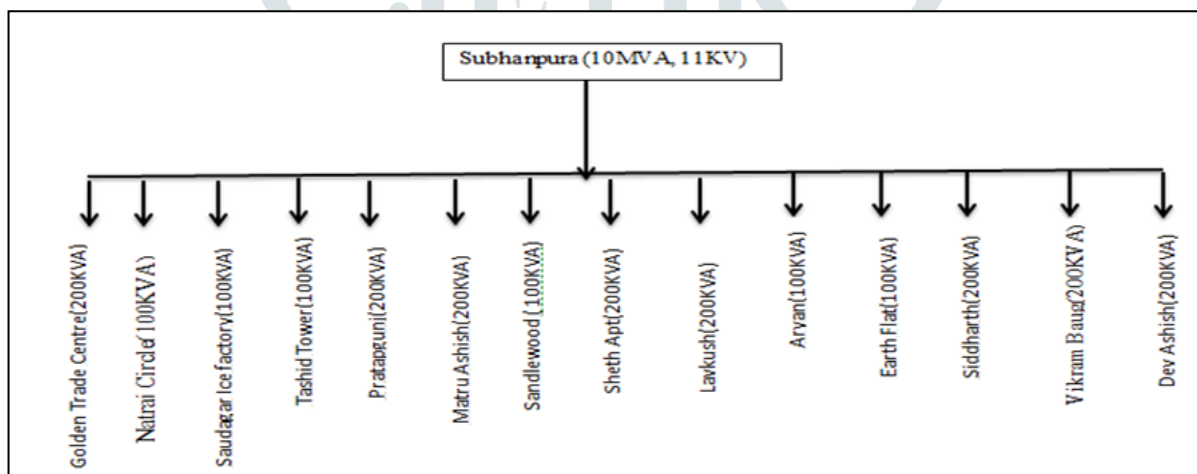 Subhanpura (10MVA, 11KV)
Golden Trade Centre(200KVA)
Natrai Circle(100KVA)
Saudagar Ice factory(100KVA)
Tashid Tower(100KVA)
Pratapguni(200KVA)
Matru Ashish(200KVA)
Sandlewood (100KVA)
Sheth Apt(200KVA)
Lavkush(200KVA)
Aryan(100KVA)
Earth Flat(100KVA)
Siddharth(200KVA)
Vikram Baug(200KVA)
Dev Ashish(200KVA)